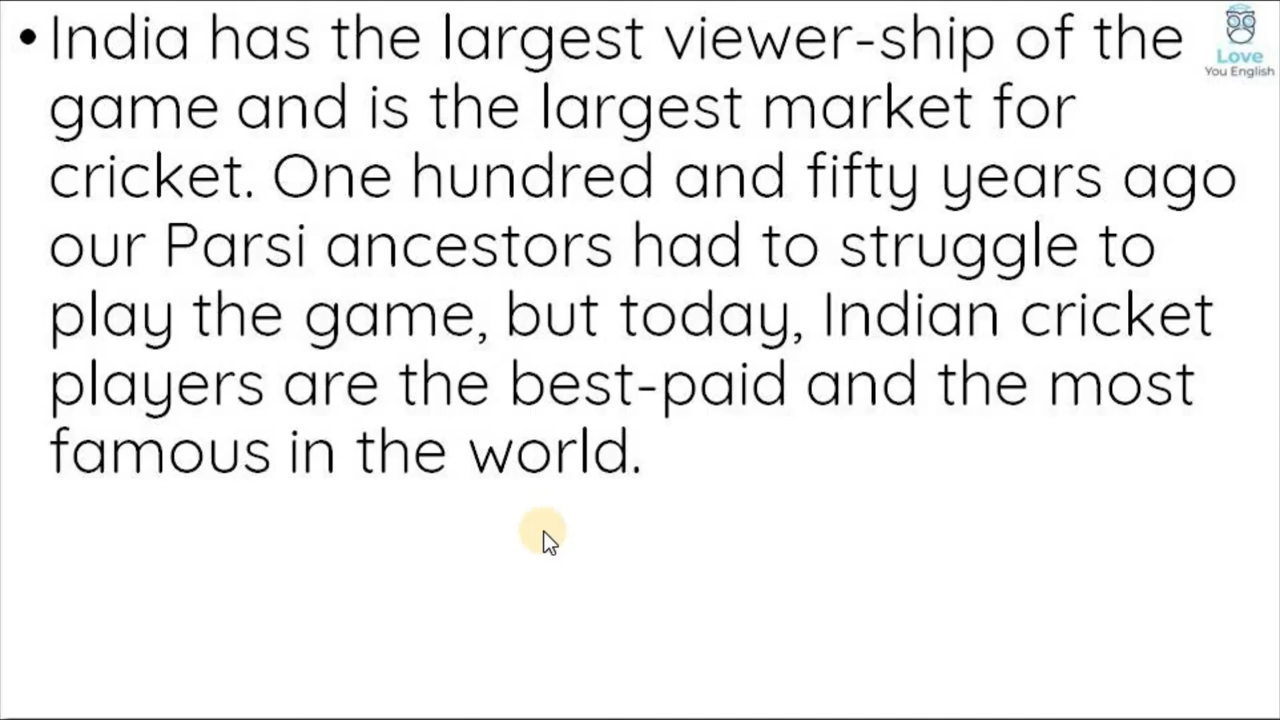 • India has the largest viewer-ship of the
game and is the largest market for
cricket. One hundred and fifty years ago
our Parsi ancestors had to struggle to
play the game, but today, Indian cricket
players are the best-paid and the most
famous in the world.
Love
You English